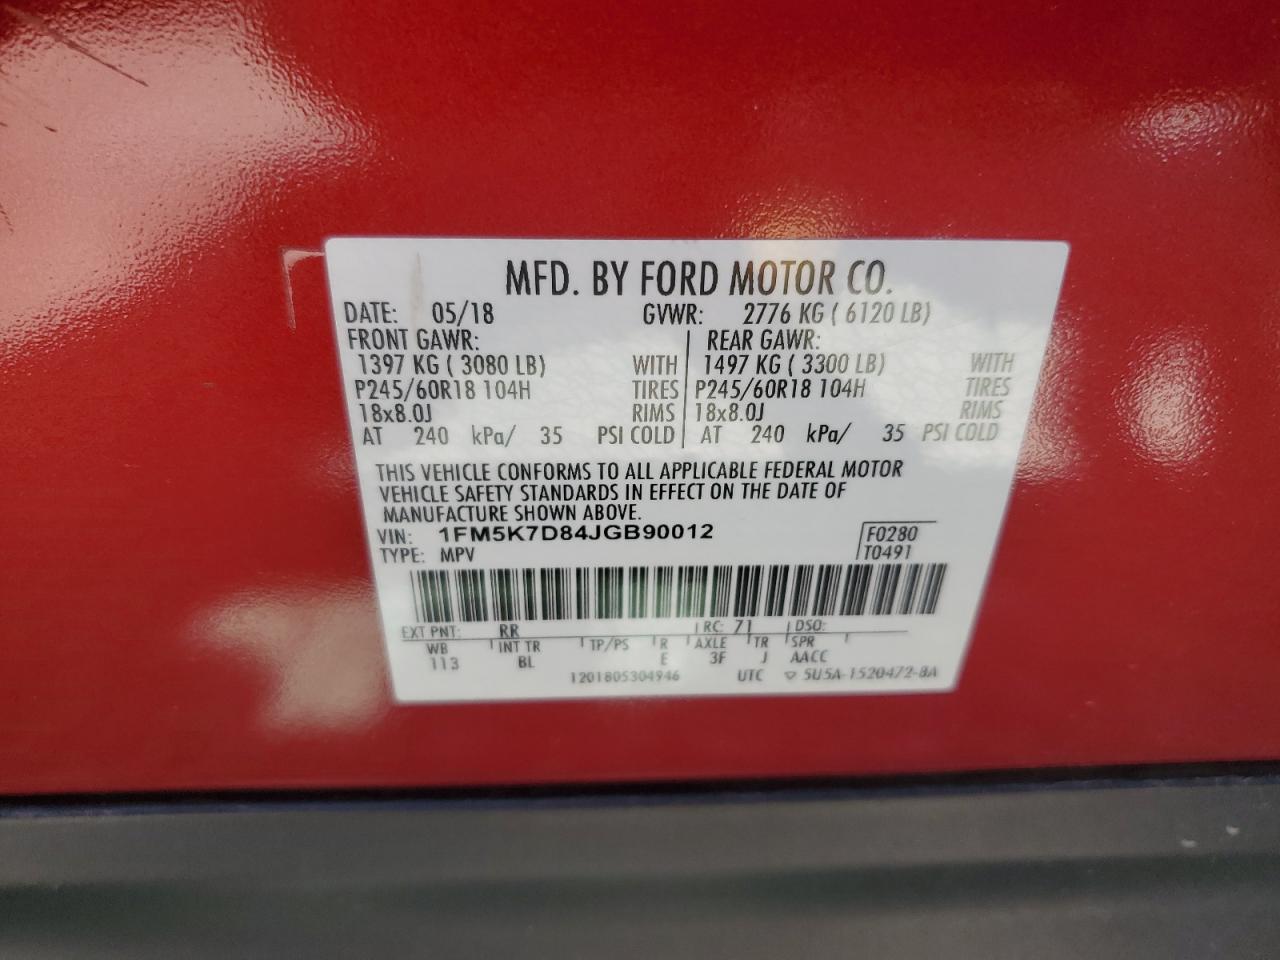 MFD. BY FORD MOTOR CO.
DATE: 05/18 GVWR: 2776 KG ( 6120 LB)
FRONT GAWR: REAR GAWR:
1397 KG ( 3080 LB) WITH 1497 KG ( 3300 LB) WITH
P245/60R18 104H TIRES P245/60R18 104H TIRES
18x8.0J RIMS 18x8.0J RIMS
AT 240 kPa/ 35 PSI COLD AT 240 kPa/ 35 PSI COLD
THIS VEHICLE CONFORMS TO ALL APPLICABLE FEDERAL MOTOR
VEHICLE SAFETY STANDARDS IN EFFECT ON THE DATE OF
MANUFACTURE SHOWN ABOVE.
VIN: 1FM5K7D84JGB90012 F0280
TYPE: MPV T0491
EXT PNT: RR RC: 71 DSO:
WB INT TR TP/PS R AXLE TR SPR
113 BL E 3F J AACC
1201805304946 UTC ▽ 5U5A-1520472-8A